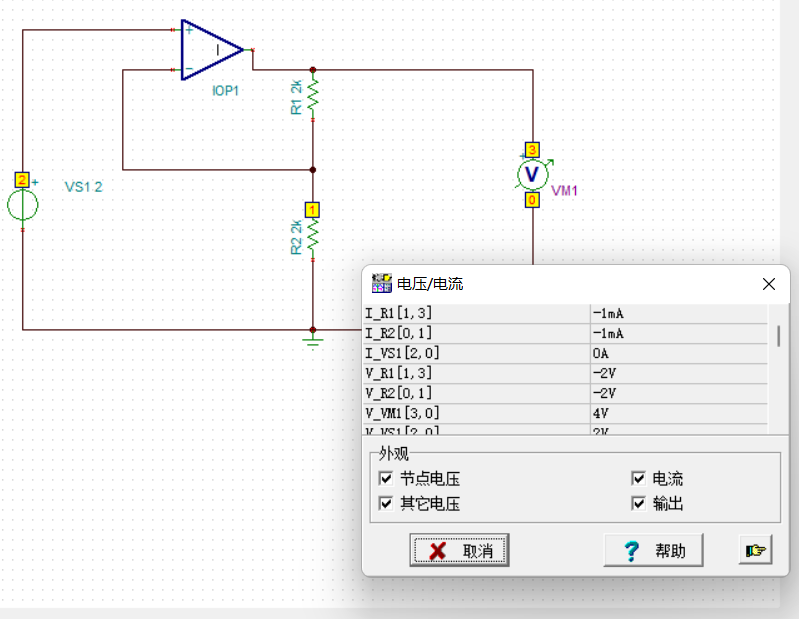 +
I
-
IOP1
R1 2k
3
+
V
VM1
0
2
+
VS1 2
1
R2 2k
电压/电流
I_R1[1,3] -1mA
I_R2[0,1] -1mA
I_VS1[2,0] 0A
V_R1[1,3] -2V
V_R2[0,1] -2V
V_VM1[3,0] 4V
V_VS1[2,0] 2V
外观
节点电压 电流
其它电压 输出
取消 ? 帮助